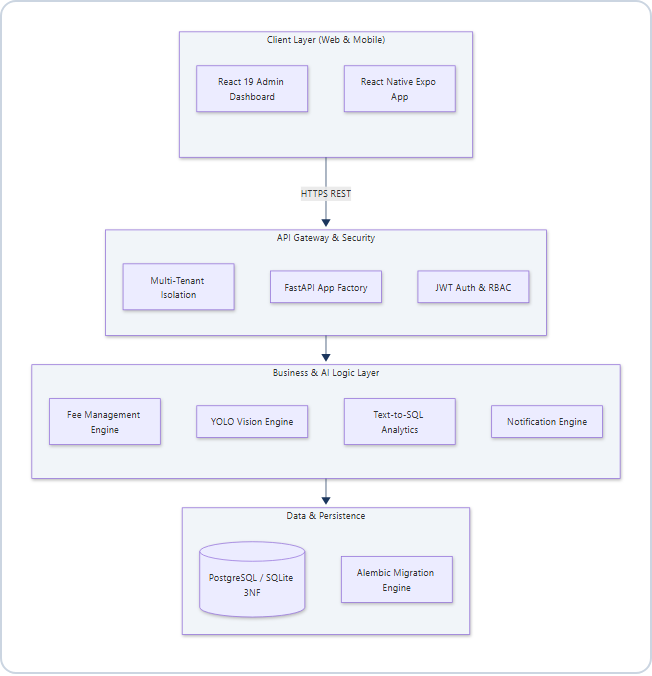 Client Layer (Web & Mobile)
React 19 Admin
Dashboard
React Native Expo
App
HTTPS REST
API Gateway & Security
Multi-Tenant
Isolation
FastAPI App Factory
JWT Auth & RBAC
Business & AI Logic Layer
Fee Management
Engine
YOLO Vision Engine
Text-to-SQL
Analytics
Notification Engine
Data & Persistence
PostgreSQL / SQLite
3NF
Alembic Migration
Engine